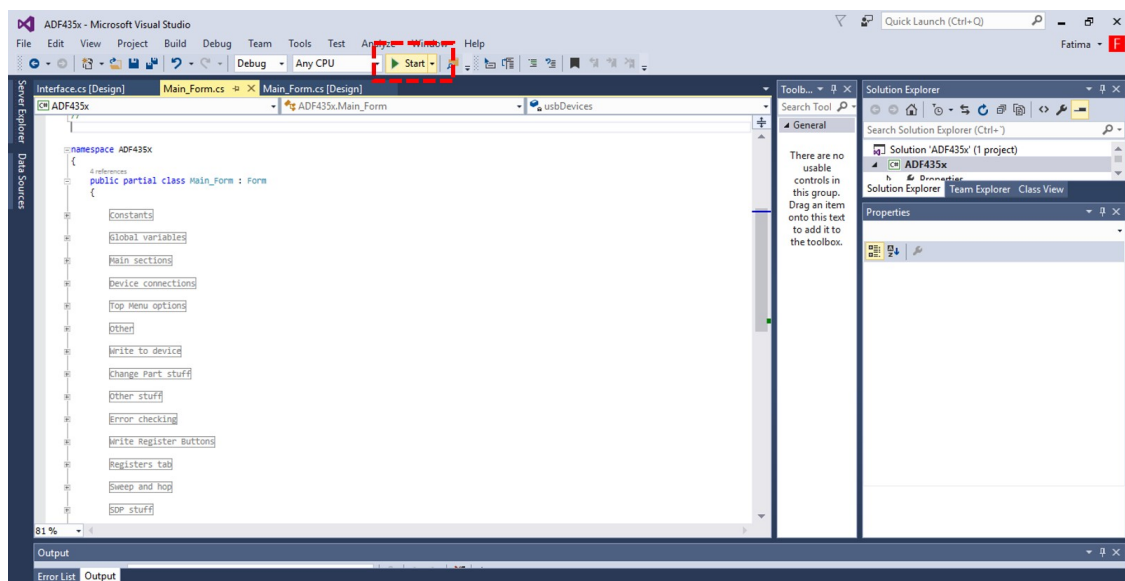 ADF435x - Microsoft Visual Studio
Quick Launch (Ctrl+Q)
File Edit View Project Build Debug Team Tools Test Analyze Window Help
Fatima
F
Debug Any CPU Start
Server Explorer
Data Sources
Interface.cs [Design] Main_Form.cs Main_Form.cs [Design]
ADF435x ADF435x.Main_Form usbDevices
//
namespace ADF435x
{
4 references
public partial class Main_Form : Form
{
Constants
Global variables
Main sections
Device connections
Top Menu options
Other
Write to device
Change Part stuff
Other stuff
Error checking
Write Register Buttons
Registers tab
Sweep and hop
SDP stuff
81 %
Toolb...
Search Tool
General
There are no
usable
controls in
this group.
Drag an item
onto this text
to add it to
the toolbox.
Solution Explorer
Search Solution Explorer (Ctrl+¨)
Solution 'ADF435x' (1 project)
C# ADF435x
Properties
Solution Explorer Team Explorer Class View
Properties
Output
Error List Output